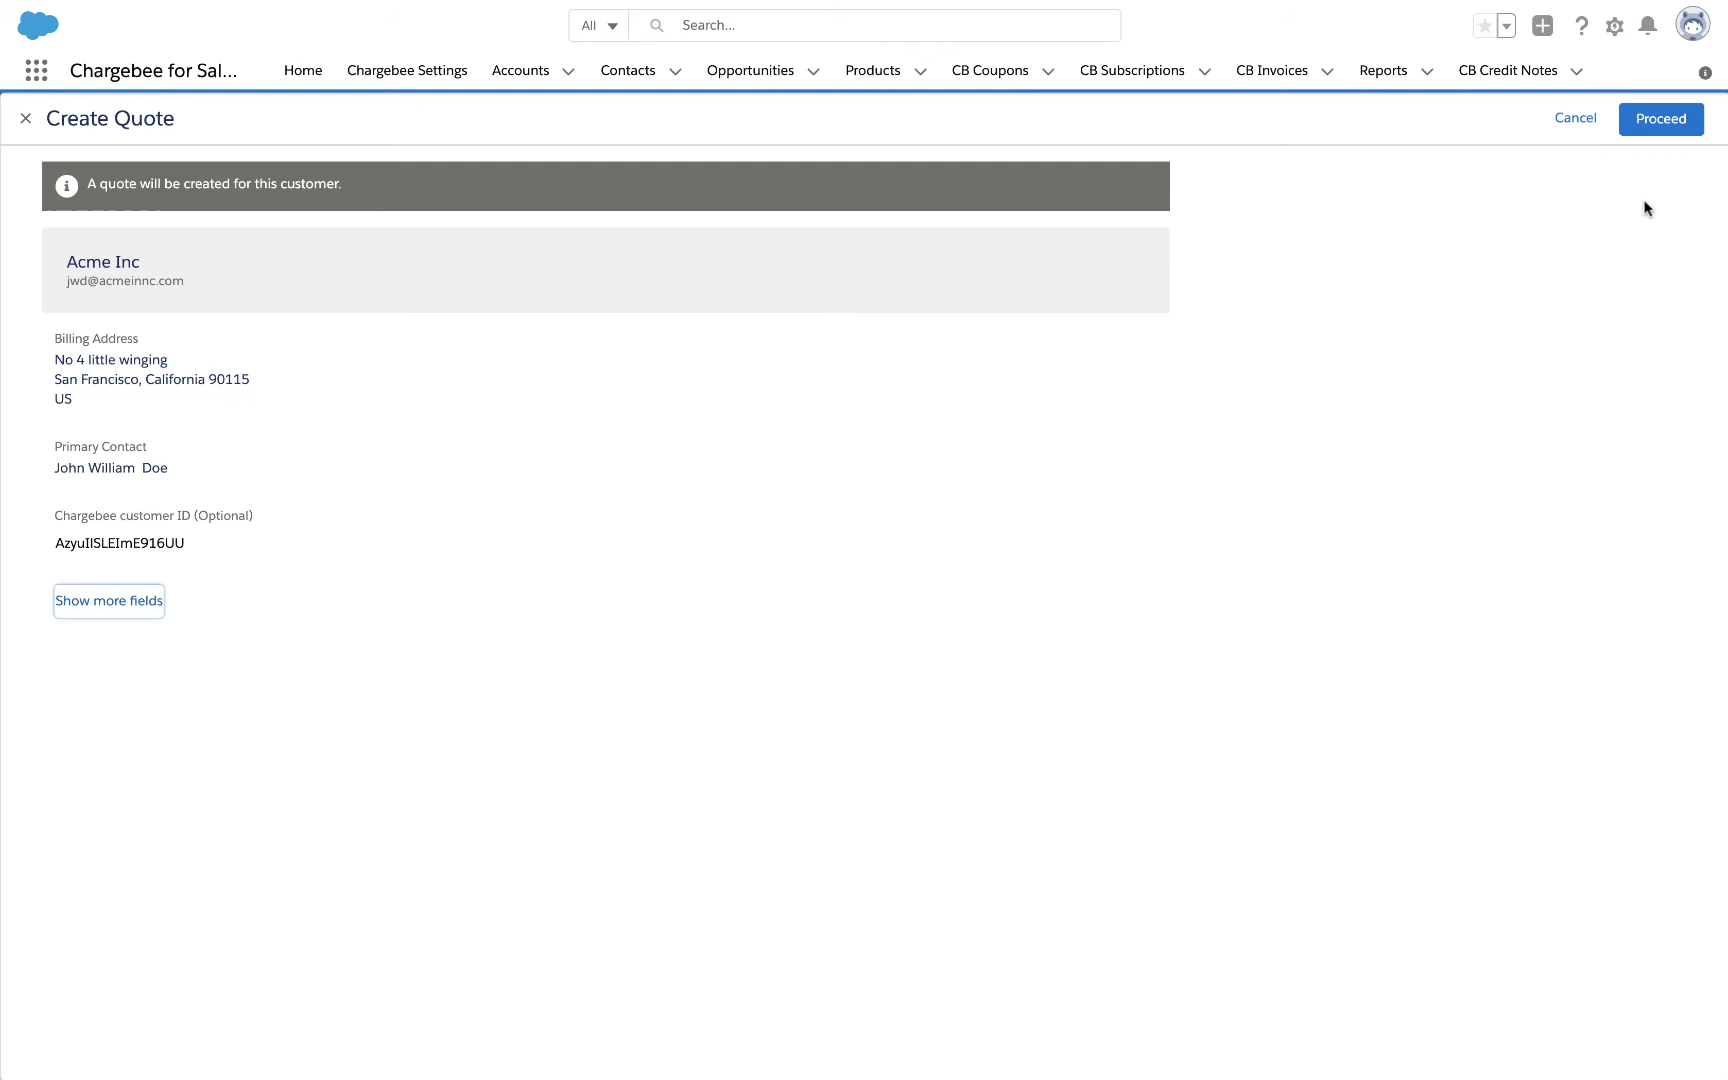 All
Search...
Chargebee for Sal...
Home
Chargebee Settings
Accounts
Contacts
Opportunities
Products
CB Coupons
CB Subscriptions
CB Invoices
Reports
CB Credit Notes
Create Quote
Cancel
Proceed
A quote will be created for this customer.
Acme Inc
jwd@acmeinnc.com
Billing Address
No 4 little winging
San Francisco, California 90115
US
Primary Contact
John William  Doe
Chargebee customer ID (Optional)
AzyuIlSLEImE916UU
Show more fields